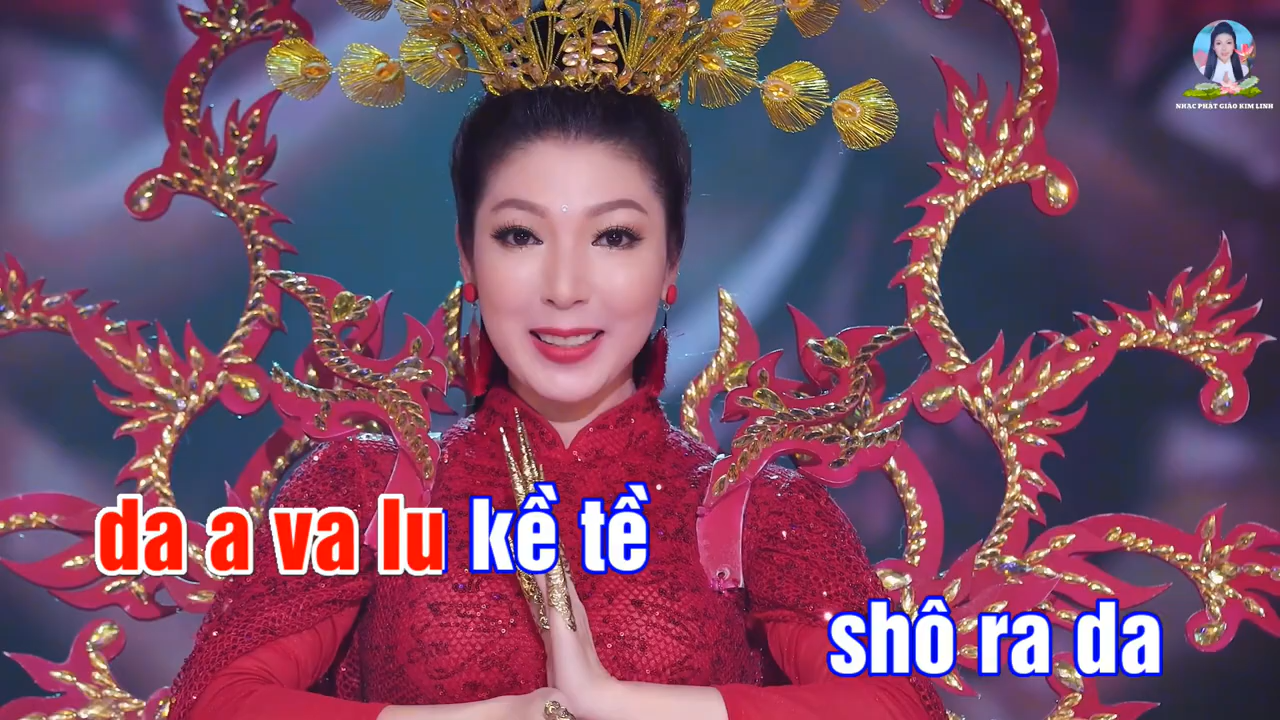 NHẠC PHẬT GIÁO KIM LINH
da a va lu kề tề
shô ra da